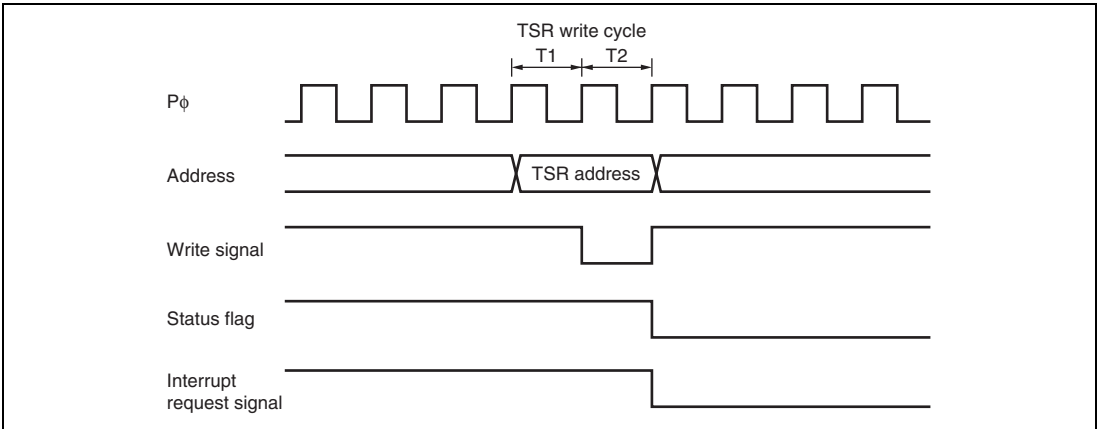 TSR write cycle
T1 T2
Pϕ
Address
TSR address
Write signal
Status flag
Interrupt
request signal